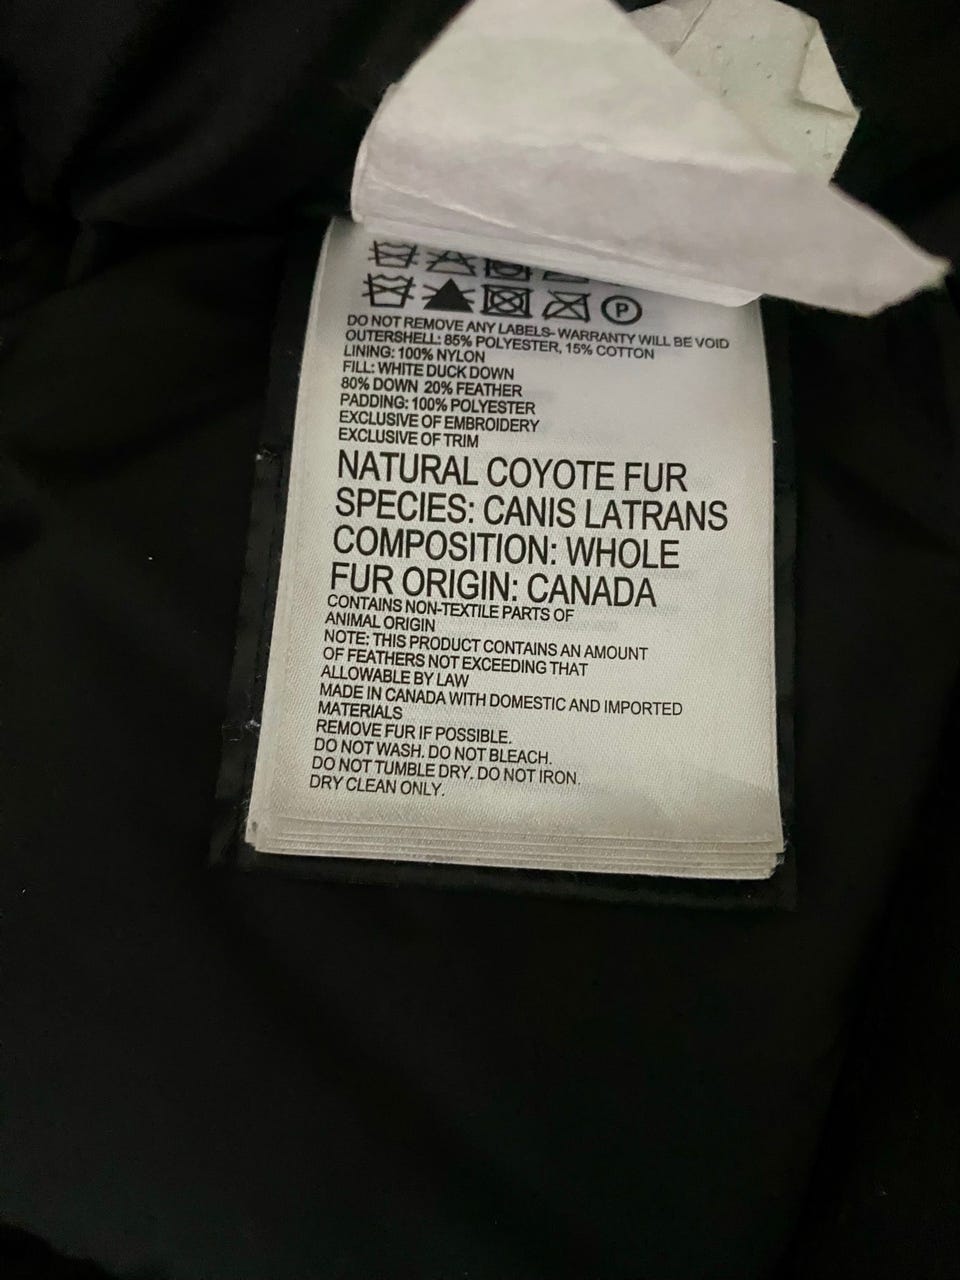 P
DO NOT REMOVE ANY LABELS- WARRANTY WILL BE VOID
OUTERSHELL: 85% POLYESTER, 15% COTTON
LINING: 100% NYLON
FILL: WHITE DUCK DOWN
80% DOWN 20% FEATHER
PADDING: 100% POLYESTER
EXCLUSIVE OF EMBROIDERY
EXCLUSIVE OF TRIM
NATURAL COYOTE FUR
SPECIES: CANIS LATRANS
COMPOSITION: WHOLE
FUR ORIGIN: CANADA
CONTAINS NON-TEXTILE PARTS OF
ANIMAL ORIGIN
NOTE: THIS PRODUCT CONTAINS AN AMOUNT
OF FEATHERS NOT EXCEEDING THAT
ALLOWABLE BY LAW
MADE IN CANADA WITH DOMESTIC AND IMPORTED
MATERIALS
REMOVE FUR IF POSSIBLE.
DO NOT WASH. DO NOT BLEACH.
DO NOT TUMBLE DRY. DO NOT IRON.
DRY CLEAN ONLY.